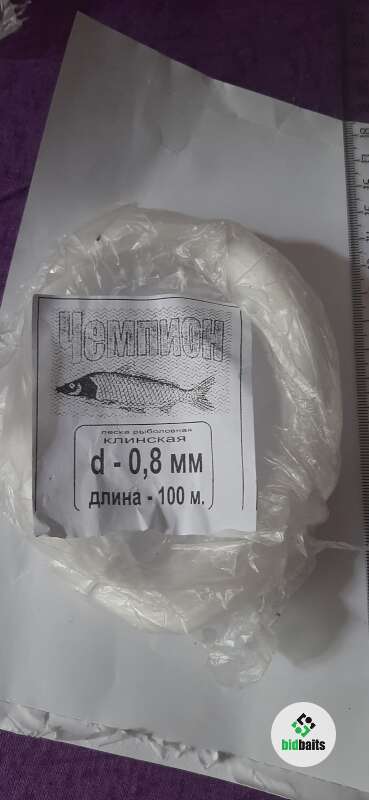 Чемпион
леска рыболовная
клинская
d - 0,8 мм
длина - 100 м.
bidbaits